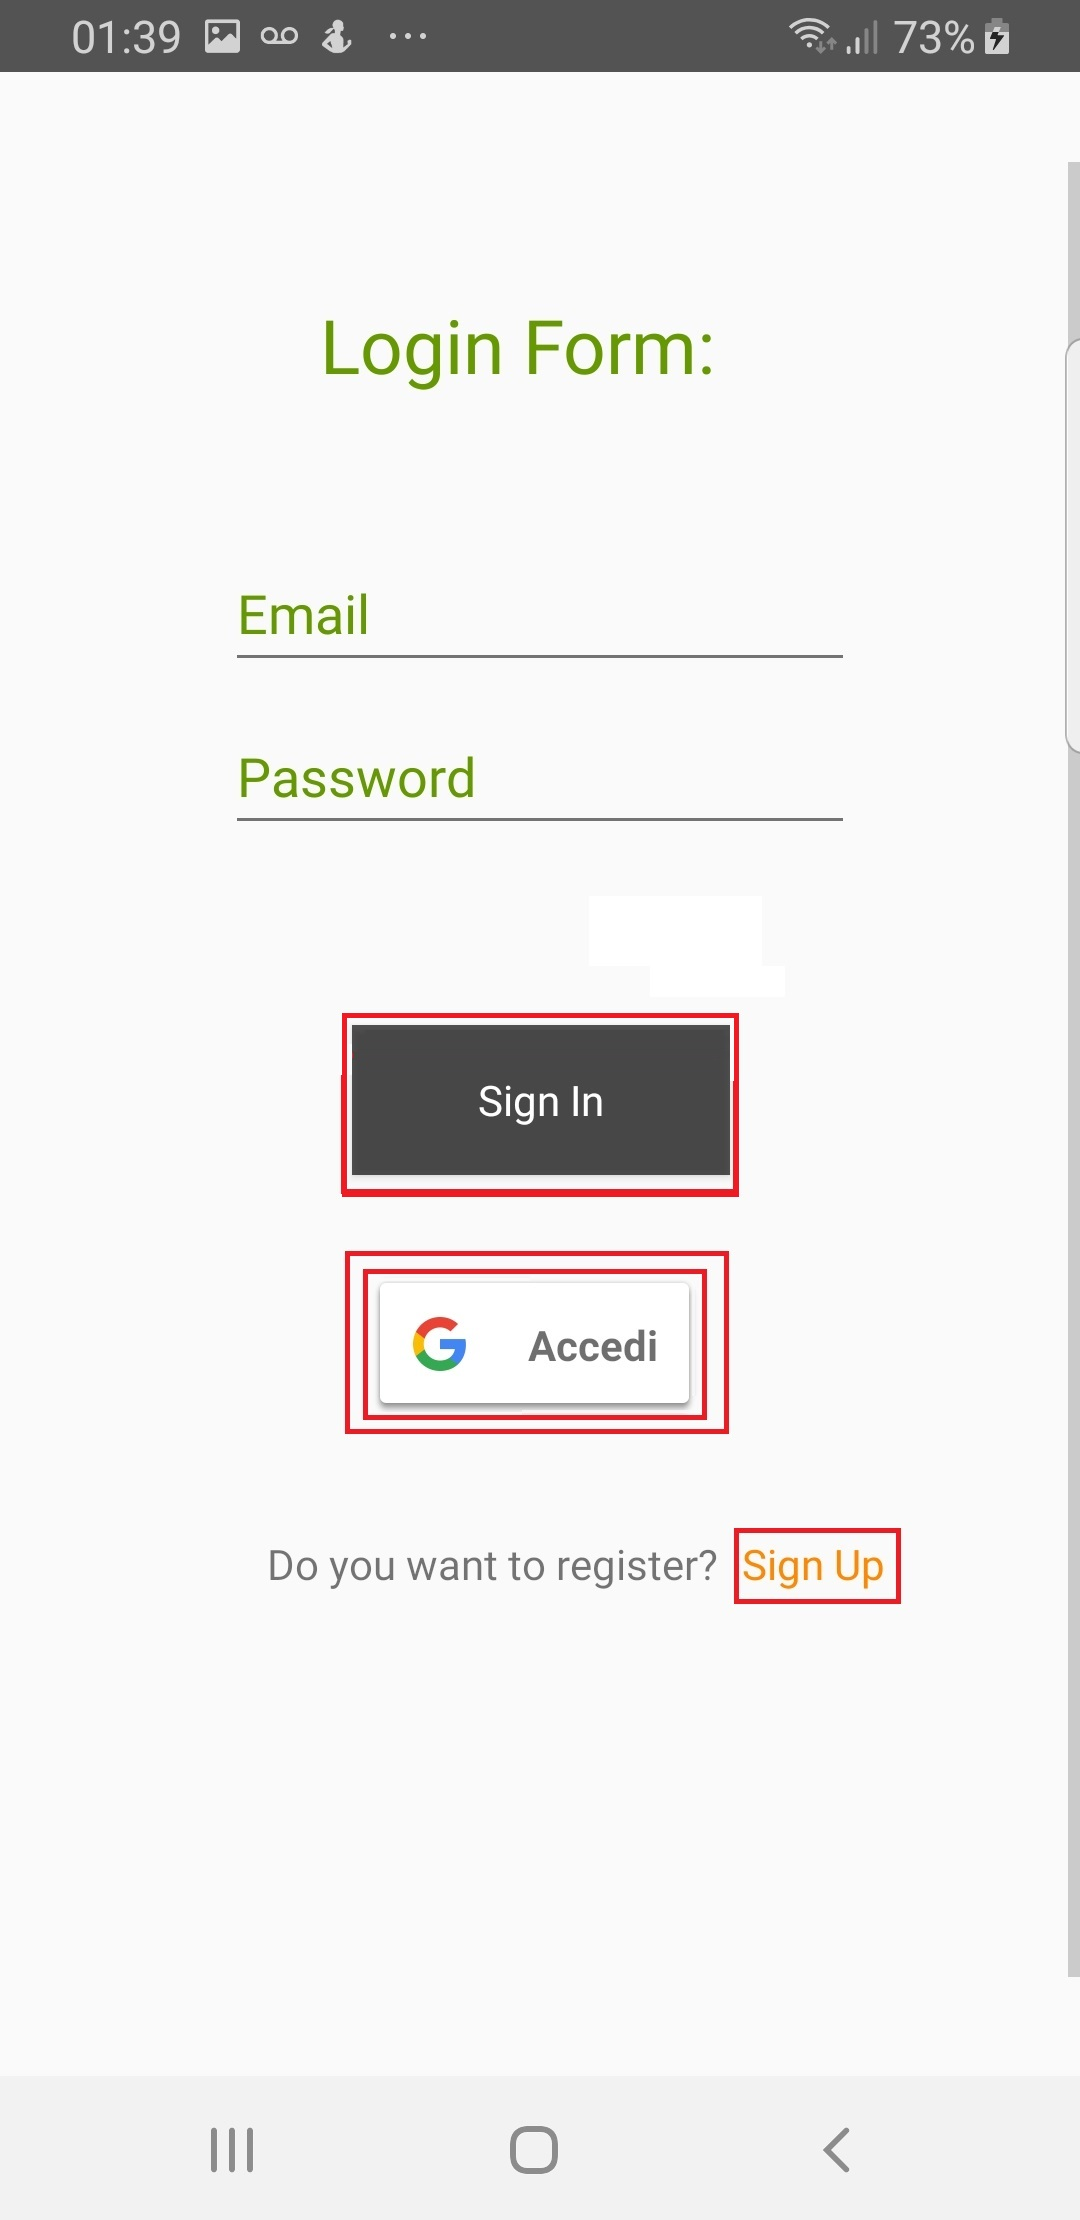 01:39
73%
Login Form:
Email
Password
Sign In
Accedi
Do you want to register? Sign Up